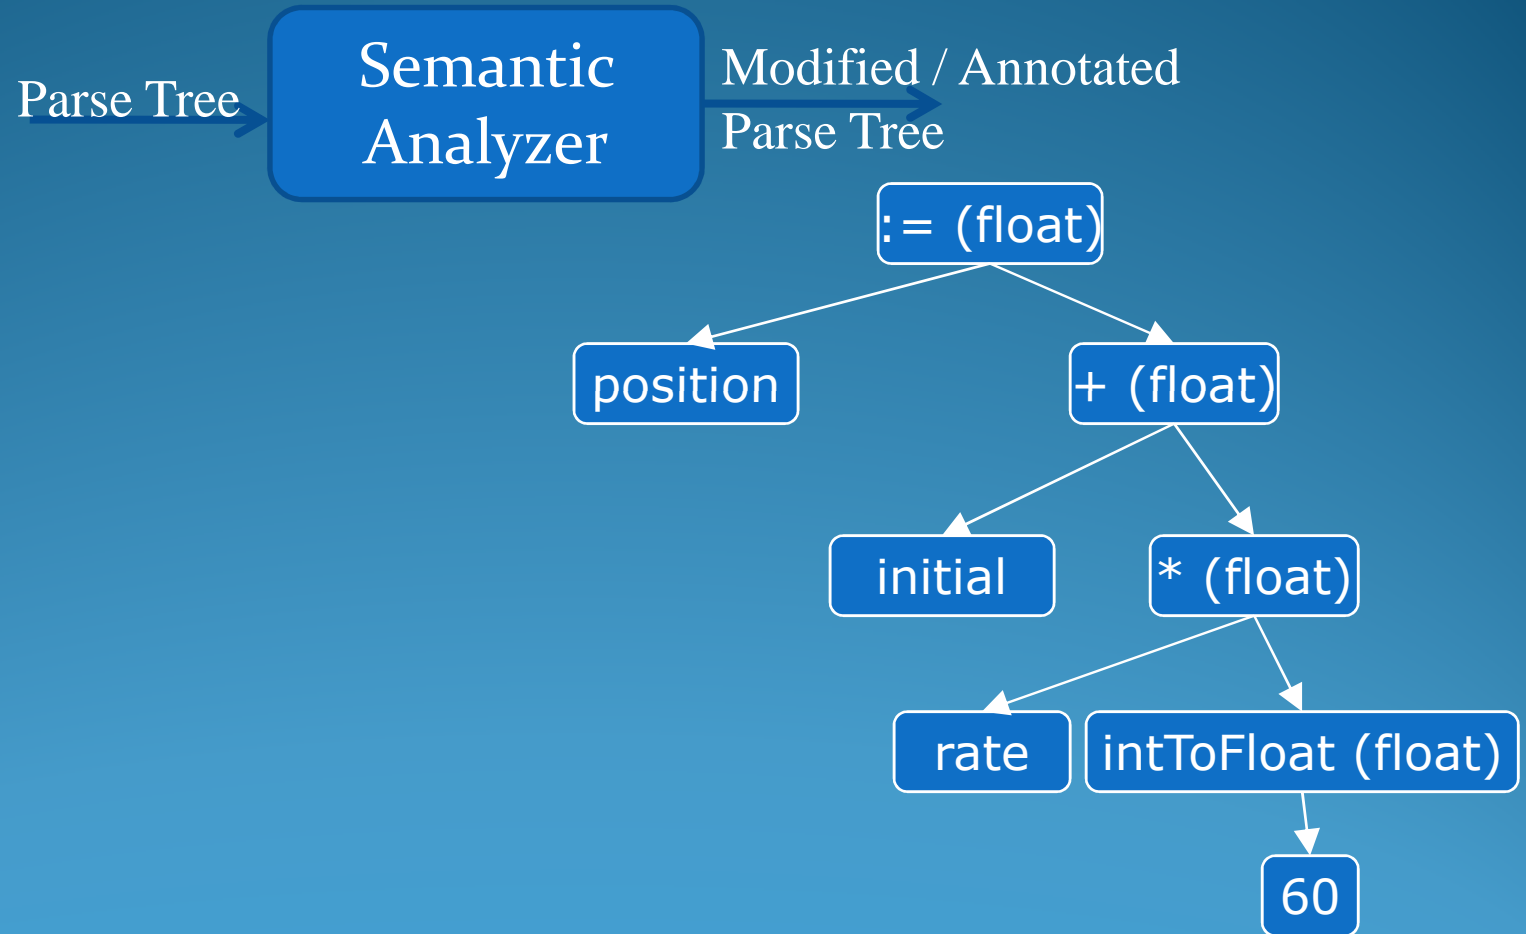 Parse Tree
Semantic
Analyzer
Modified / Annotated
Parse Tree
:= (float)
position
+ (float)
initial
* (float)
rate
intToFloat (float)
60